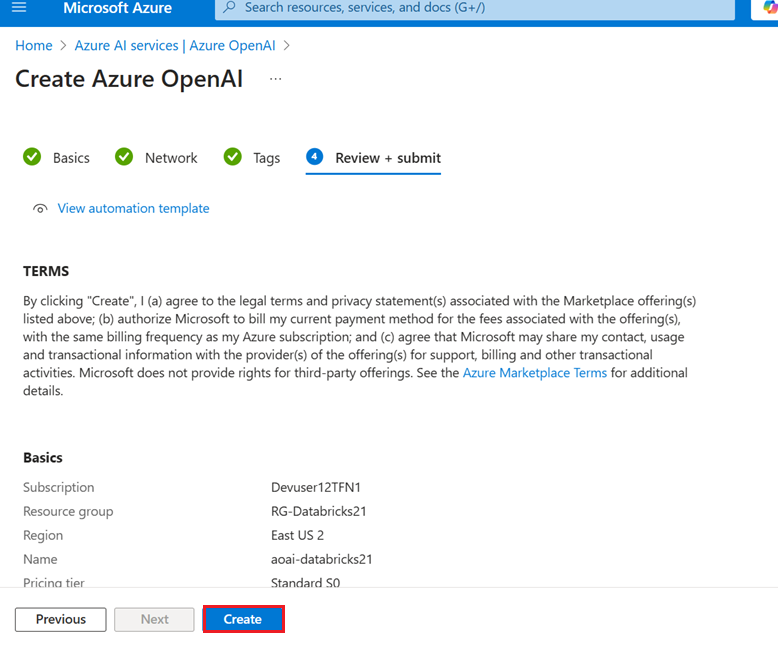 Microsoft Azure
Search resources, services, and docs (G+/)
Home > Azure AI services | Azure OpenAI >
Create Azure OpenAI ...
Basics Network Tags 4 Review + submit
View automation template
TERMS
By clicking "Create", I (a) agree to the legal terms and privacy statement(s) associated with the Marketplace offering(s)
listed above; (b) authorize Microsoft to bill my current payment method for the fees associated with the offering(s),
with the same billing frequency as my Azure subscription; and (c) agree that Microsoft may share my contact, usage
and transactional information with the provider(s) of the offering(s) for support, billing and other transactional
activities. Microsoft does not provide rights for third-party offerings. See the Azure Marketplace Terms for additional
details.
Basics
Subscription Devuser12TFN1
Resource group RG-Databricks21
Region East US 2
Name aoai-databricks21
Pricing tier Standard S0
Previous Next Create